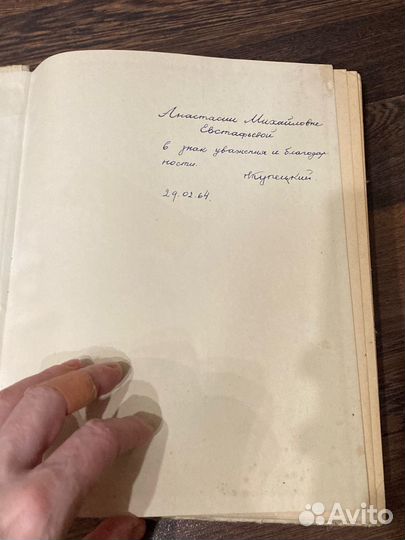 Анастасии Михайловне
Евстафьевой
в знак уважения и благодар
ности.
Купецкий.
29.02.64.
Avito